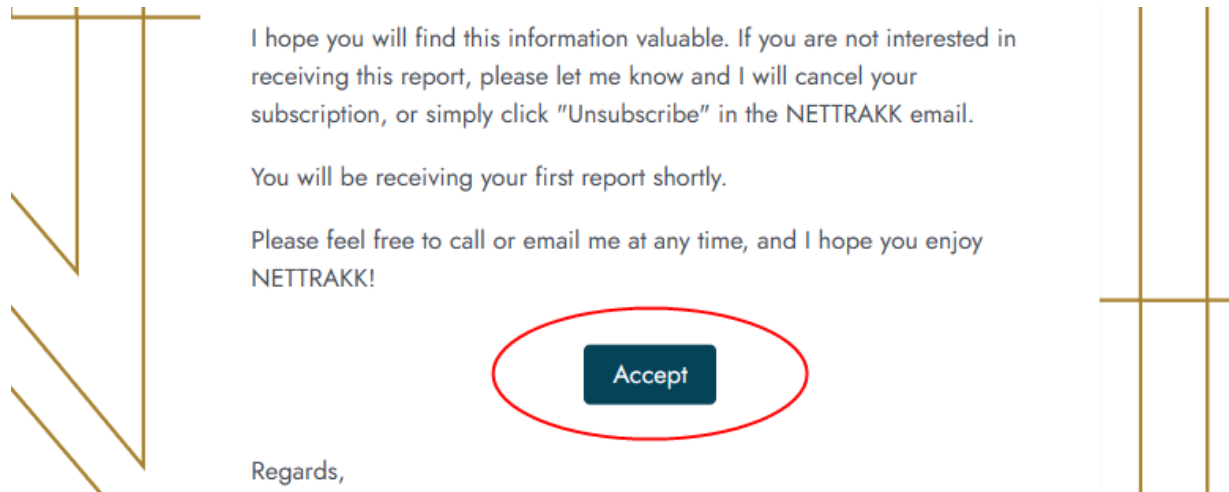 I hope you will find this information valuable. If you are not interested in
receiving this report, please let me know and I will cancel your
subscription, or simply click "Unsubscribe" in the NETTRAKK email.
You will be receiving your first report shortly.
Please feel free to call or email me at any time, and I hope you enjoy
NETTRAKK!
Accept
Regards,